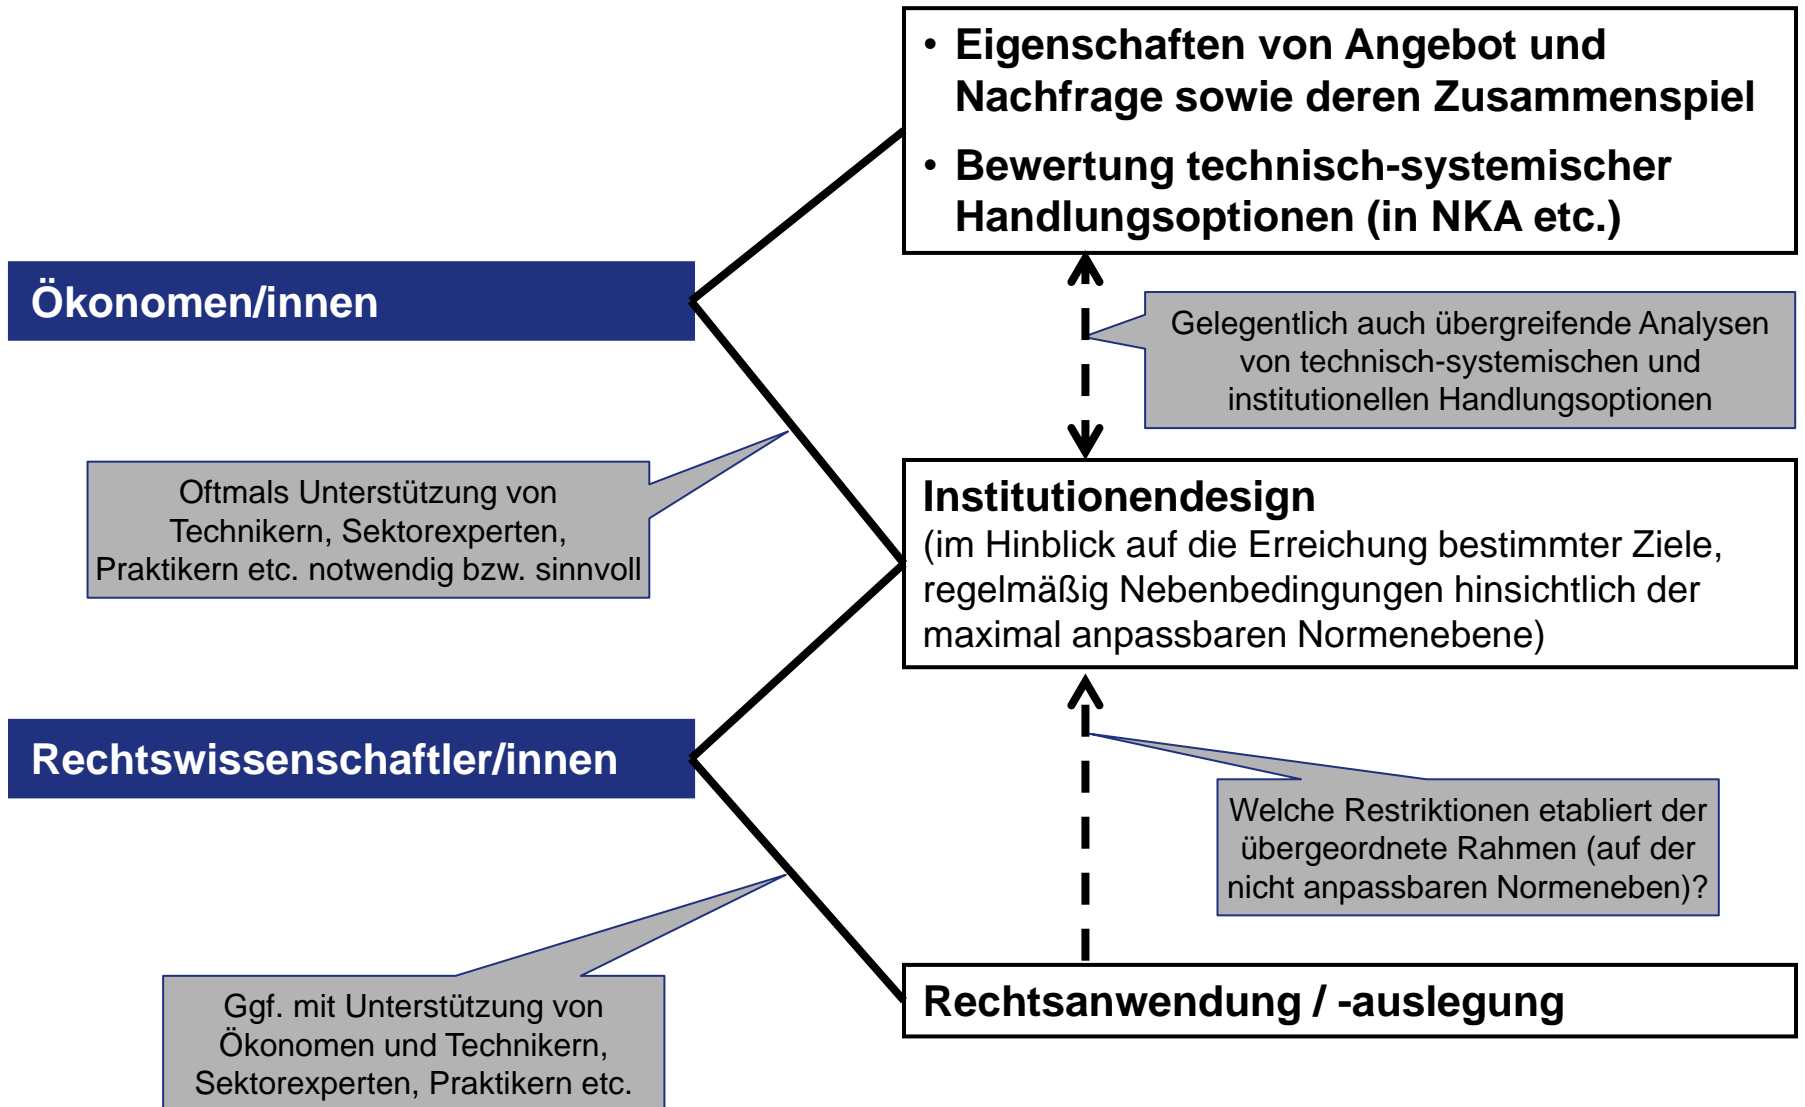 • Eigenschaften von Angebot und
Nachfrage sowie deren Zusammenspiel
• Bewertung technisch-systemischer
Handlungsoptionen (in NKA etc.)
Ökonomen/innen
Gelegentlich auch übergreifende Analysen
von technisch-systemischen und
institutionellen Handlungsoptionen
Oftmals Unterstützung von
Technikern, Sektorexperten,
Praktikern etc. notwendig bzw. sinnvoll
Institutionendesign
(im Hinblick auf die Erreichung bestimmter Ziele,
regelmäßig Nebenbedingungen hinsichtlich der
maximal anpassbaren Normenebene)
Rechtswissenschaftler/innen
Welche Restriktionen etabliert der
übergeordnete Rahmen (auf der
nicht anpassbaren Normeneben)?
Rechtsanwendung / -auslegung
Ggf. mit Unterstützung von
Ökonomen und Technikern,
Sektorexperten, Praktikern etc.